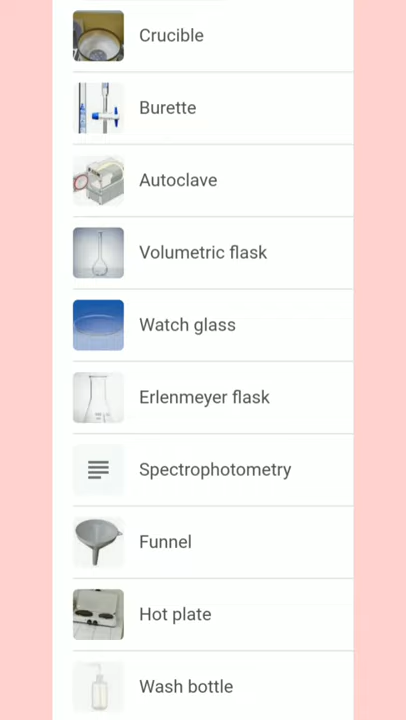 Crucible
Burette
Autoclave
Volumetric flask
Watch glass
Erlenmeyer flask
Spectrophotometry
Funnel
Hot plate
Wash bottle